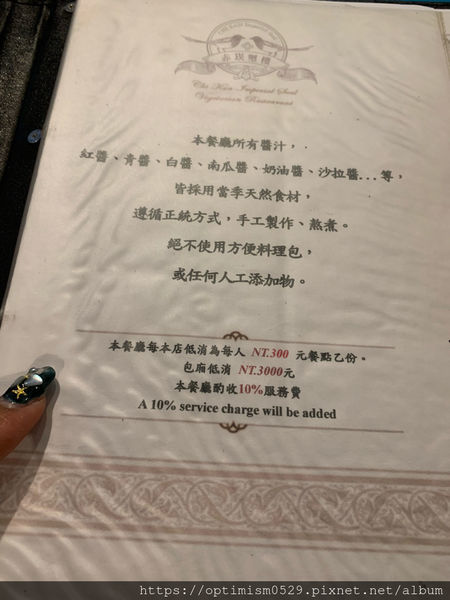 赤崁璽樓
Chi Kan Imperial Seal
Vegetarian Restaurant
本餐廳所有醬汁，
紅醬、青醬、白醬、南瓜醬、奶油醬、沙拉醬...等，
皆採用當季天然食材，
遵循正統方式，手工製作、熬煮。
絕不使用方便料理包，
或任何人工添加物。
本餐廳每本店低消為每人 NT.300 元餐點乙份。
包廂低消 NT.3000元
本餐廳酌收10%服務費
A 10% service charge will be added
https://optimism0529.pixnet.net/album